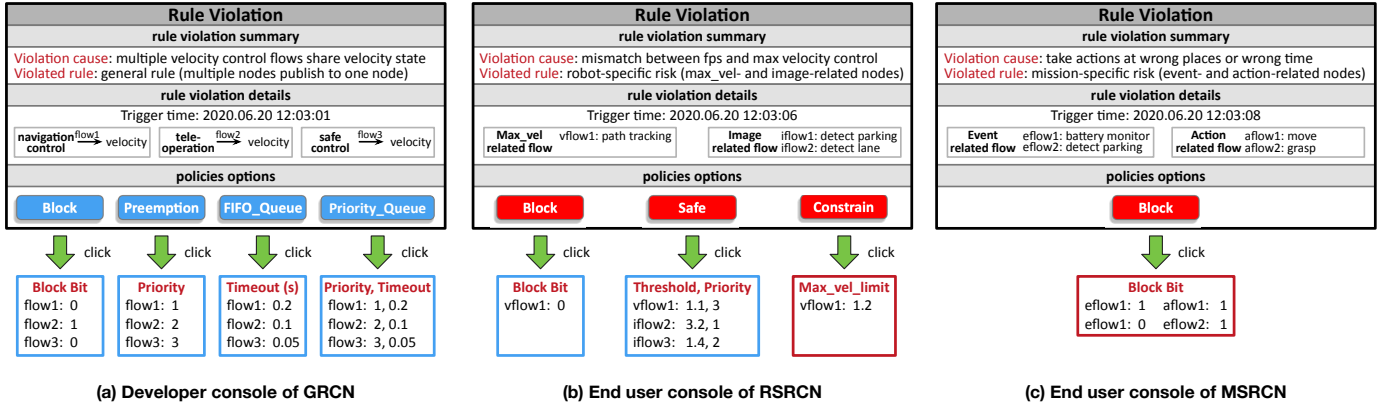 Rule Violation
rule violation summary
Violation cause: multiple velocity control flows share velocity state
Violated rule: general rule (multiple nodes publish to one node)
rule violation details
Trigger time: 2020.06.20 12:03:01
navigation control flow1 velocity
tele-operation flow2 velocity
safe control flow3 velocity
policies options
Block Preemption FIFO_Queue Priority_Queue
click click click click
Block Bit
flow1: 0
flow2: 1
flow3: 0
Priority
flow1: 1
flow2: 2
flow3: 3
Timeout (s)
flow1: 0.2
flow2: 0.1
flow3: 0.05
Priority, Timeout
flow1: 1, 0.2
flow2: 2, 0.1
flow3: 3, 0.05
(a) Developer console of GRCN
Rule Violation
rule violation summary
Violation cause: mismatch between fps and max velocity control
Violated rule: robot-specific risk (max_vel- and image-related nodes)
rule violation details
Trigger time: 2020.06.20 12:03:06
Max_vel vflow1: path tracking
related flow
Image iflow1: detect parking
related flow iflow2: detect lane
policies options
Block Safe Constrain
click click click
Block Bit
vflow1: 0
Threshold, Priority
vflow1: 1.1, 3
iflow2: 3.2, 1
iflow3: 1.4, 2
Max_vel_limit
vflow1: 1.2
(b) End user console of RSRCN
Rule Violation
rule violation summary
Violation cause: take actions at wrong places or wrong time
Violated rule: mission-specific risk (event- and action-related nodes)
rule violation details
Trigger time: 2020.06.20 12:03:08
Event eflow1: battery monitor
related flow eflow2: detect parking
Action aflow1: move
related flow aflow2: grasp
policies options
Block
click
Block Bit
eflow1: 1 aflow1: 1
eflow1: 0 eflow2: 1
(c) End user console of MSRCN